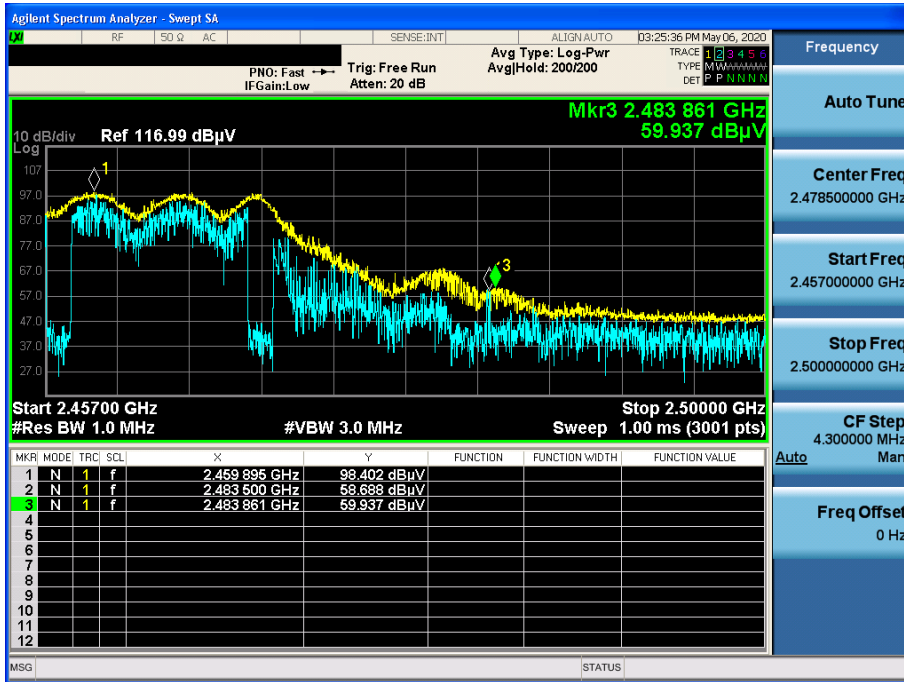 Agilent Spectrum Analyzer - Swept SA
LXI RF 50 Ω AC SENSE:INT ALIGN AUTO 03:25:36 PM May 06, 2020
Frequency
PNO: Fast
IFGain:Low
Trig: Free Run
Atten: 20 dB
Avg Type: Log-Pwr
Avg|Hold: 200/200
TRACE 1 2 3 4 5 6
TYPE M W W W W W
DET P P N N N N
Auto Tune
Mkr3 2.483 861 GHz
59.937 dBµV
10 dB/div Ref 116.99 dBµV
Log
107
97.0
87.0
77.0
67.0
57.0
47.0
37.0
27.0
1
3
Center Freq
2.478500000 GHz
Start Freq
2.457000000 GHz
Stop Freq
2.500000000 GHz
Start 2.45700 GHz Stop 2.50000 GHz
#Res BW 1.0 MHz #VBW 3.0 MHz Sweep 1.00 ms (3001 pts)
CF Step
4.300000 MHz
Auto Man
Freq Offset
0 Hz
MKR MODE TRC SCL X Y FUNCTION FUNCTION WIDTH FUNCTION VALUE
1 N 1 f 2.459 895 GHz 98.402 dBµV
2 N 1 f 2.483 500 GHz 58.688 dBµV
3 N 1 f 2.483 861 GHz 59.937 dBµV
4
5
6
7
8
9
10
11
12
MSG STATUS